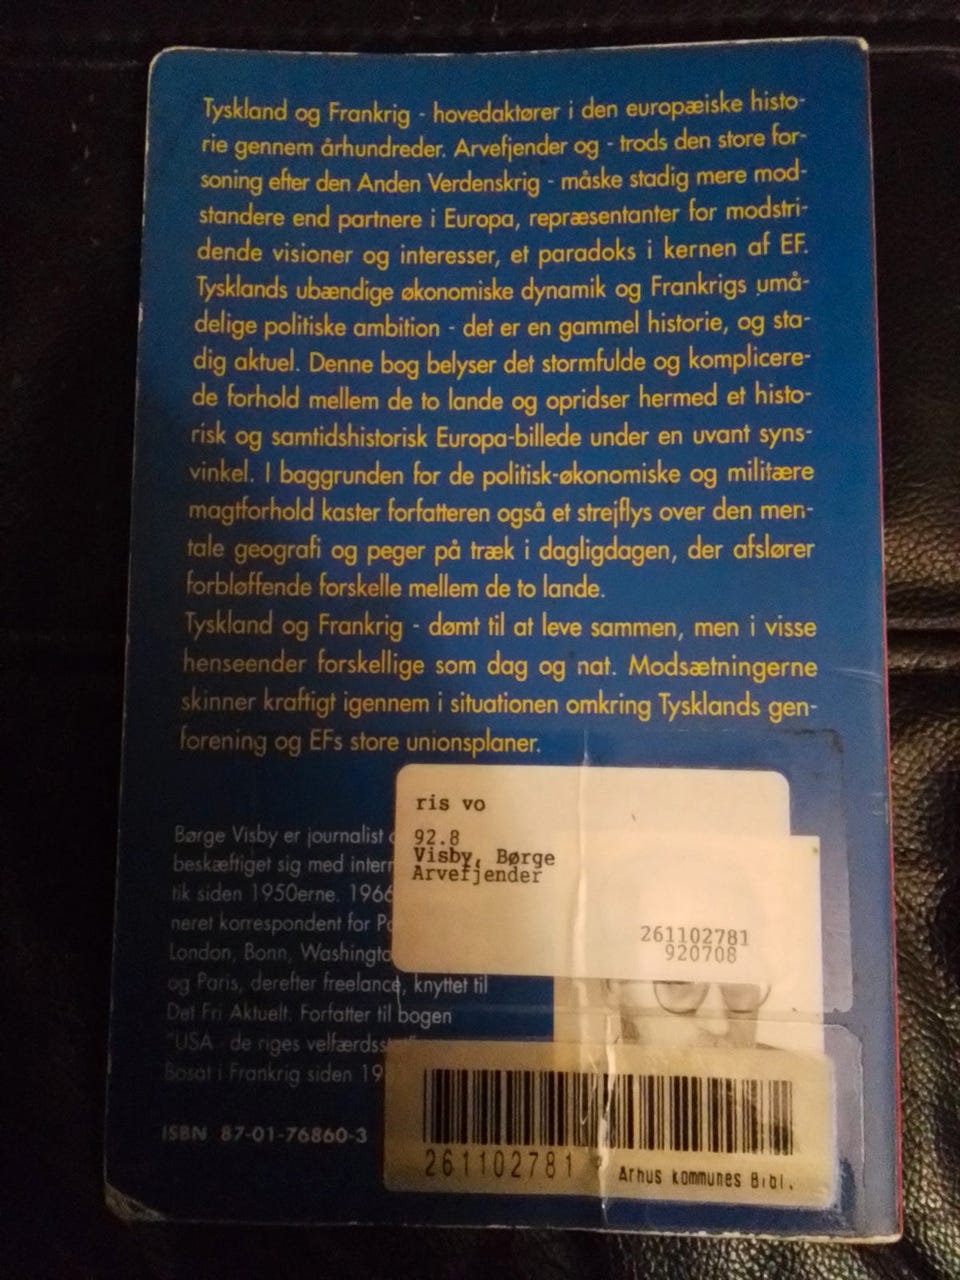 Tyskland og Frankrig - hovedaktører i den europæiske histo-
rie gennem århundreder. Arvefjender og - trods den store for-
soning efter den Anden Verdenskrig - måske stadig mere mod-
standere end partnere i Europa, repræsentanter for modstri-
dende visioner og interesser, et paradoks i kernen af EF.
Tysklands ubændige økonomiske dynamik og Frankrigs umå-
delige politiske ambition - det er en gammel historie, og sta-
dig aktuel. Denne bog belyser det stormfulde og komplicere-
de forhold mellem de to lande og opridser hermed et histo-
risk og samtidshistorisk Europa-billede under en uvant syns-
vinkel. I baggrunden for de politisk-økonomiske og militære
magtforhold kaster forfatteren også et strejflys over den men-
tale geografi og peger på træk i dagligdagen, der afslører
forbløffende forskelle mellem de to lande.
Tyskland og Frankrig - dømt til at leve sammen, men i visse
henseender forskellige som dag og nat. Modsætningerne
skinner kraftigt igennem i situationen omkring Tysklands gen-
forening og EFs store unionsplaner.
ris vo
92.8
Visby, Børge
Arvefjender
261102781
920708
Børge Visby er journalist
beskæftiget sig med
tik siden 1950erne. 1966
neret korrespondent for
London, Bonn,
og Paris, derefter freelance, knyttet til
Det Fri Aktuelt. Forfatter til bogen
"USA - de riges
Bosat i Frankrig siden
ISBN 87-01-76860-3
261102781
Århus kommunes Bibl.